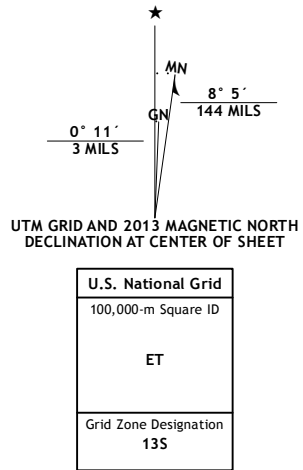 ★
MN
GN
8° 5´
144 MILS
0° 11´
3 MILS
UTM GRID AND 2013 MAGNETIC NORTH
DECLINATION AT CENTER OF SHEET
U.S. National Grid
100,000-m Square ID
ET
Grid Zone Designation
13S